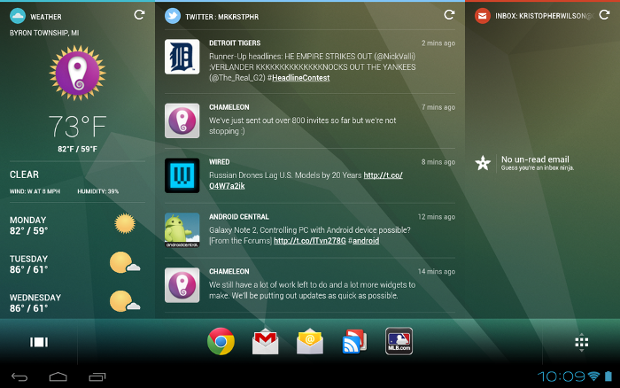 WEATHER
BYRON TOWNSHIP, MI
73°F
82°F / 59°F
CLEAR
WIND: W AT 8 MPH HUMIDITY: 39%
MONDAY
82° / 59°
TUESDAY
86° / 61°
WEDNESDAY
86° / 61°
TWITTER : MRKRSTPHR
DETROIT TIGERS 2 mins ago
Runner-Up headlines: HE EMPIRE STRIKES OUT (@NickValli)
;VERLANDER KKKKKKKKKKKKKNOCKS OUT THE YANKEES
(@The_Real_G2) #HeadlineContest
CHAMELEON 7 mins ago
We've just sent out over 800 invites so far but we're not
stopping :)
WIRED 8 mins ago
Russian Drones Lag U.S. Models by 20 Years http://t.co/
O4W7a2ik
ANDROID CENTRAL 12 mins ago
Galaxy Note 2, Controlling PC with Android device possible?
[From the Forums] http://t.co/lTvn278G #android
CHAMELEON 14 mins ago
We still have a lot of work left to do and a lot more widgets to
make. We'll be putting out updates as quick as possible.
INBOX: KRISTOPHERWILSON@
No un-read email
Guess you're an inbox ninja.
androidcentral
MLB.com
10:09